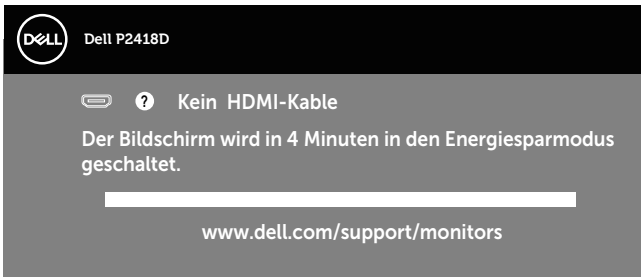 DELL Dell P2418D
? Kein HDMI-Kable
Der Bildschirm wird in 4 Minuten in den Energiesparmodus
geschaltet.
www.dell.com/support/monitors